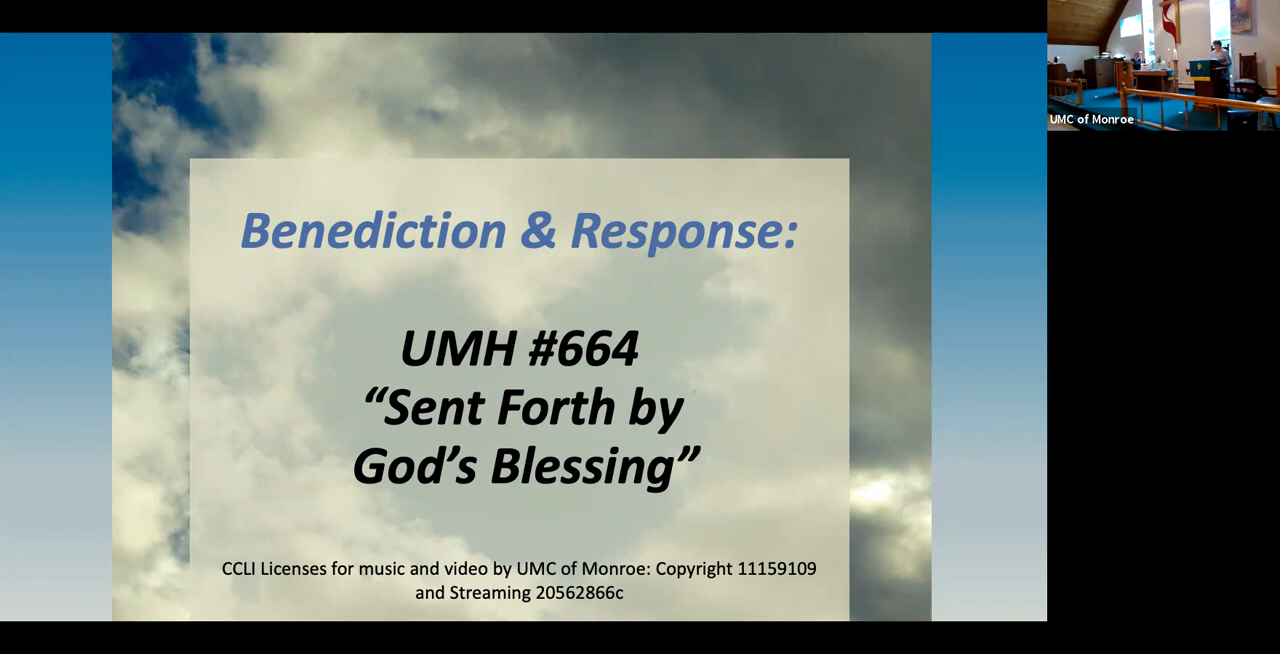 Benediction & Response:
UMH #664
“Sent Forth by
God’s Blessing”
CCLI Licenses for music and video by UMC of Monroe: Copyright 11159109
and Streaming 20562866c
UMC of Monroe